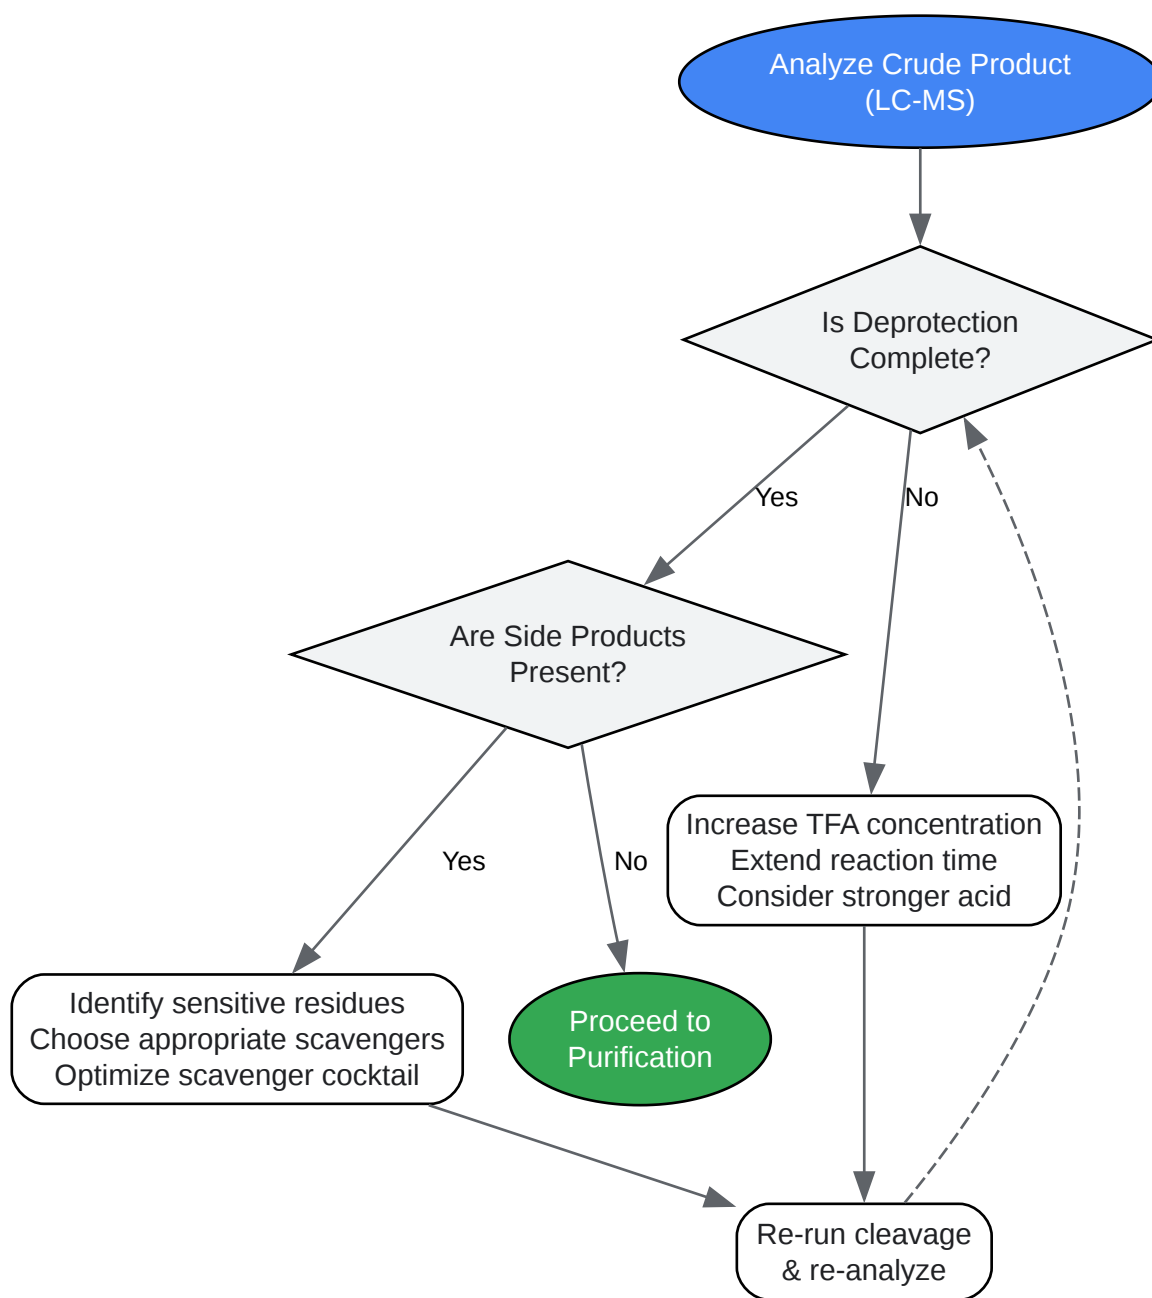 Analyze Crude Product
(LC-MS)
Is Deprotection
Complete?
Yes
No
Are Side Products
Present?
Increase TFA concentration
Extend reaction time
Consider stronger acid
Yes
No
Identify sensitive residues
Choose appropriate scavengers
Optimize scavenger cocktail
Proceed to
Purification
Re-run cleavage
& re-analyze